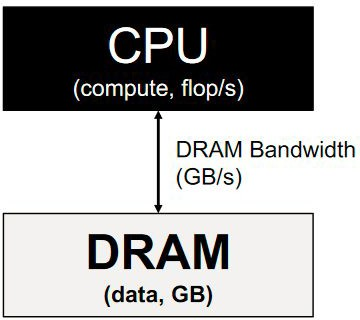 CPU
(compute, flop/s)
DRAM Bandwidth
(GB/s)
DRAM
(data, GB)